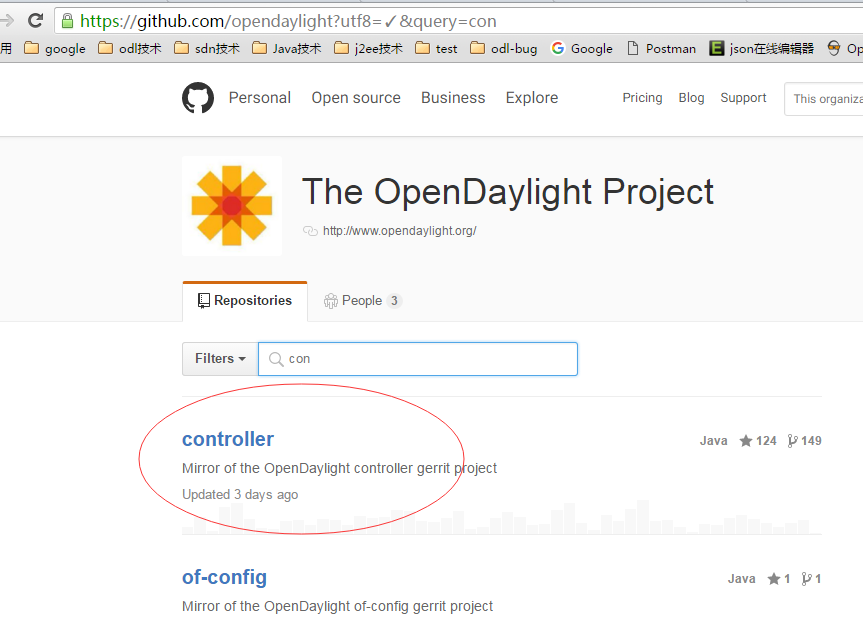 https://github.com/opendaylight?utf8=✓&query=con
用 google odl技术 sdn技术 Java技术 j2ee技术 test odl-bug Google Postman json在线编辑器 Op
Personal Open source Business Explore Pricing Blog Support This organiza
The OpenDaylight Project
http://www.opendaylight.org/
Repositories People 3
Filters con
controller Java 124 149
Mirror of the OpenDaylight controller gerrit project
Updated 3 days ago
of-config Java 1 1
Mirror of the OpenDaylight of-config gerrit project